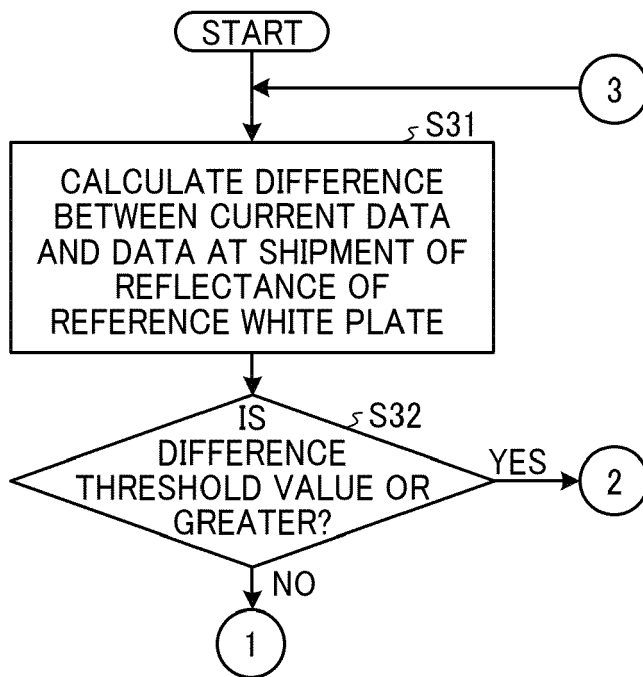 START
3
S31
CALCULATE DIFFERENCE
BETWEEN CURRENT DATA
AND DATA AT SHIPMENT OF
REFLECTANCE OF
REFERENCE WHITE PLATE
S32
IS
DIFFERENCE
THRESHOLD VALUE OR
GREATER?
YES
2
NO
1